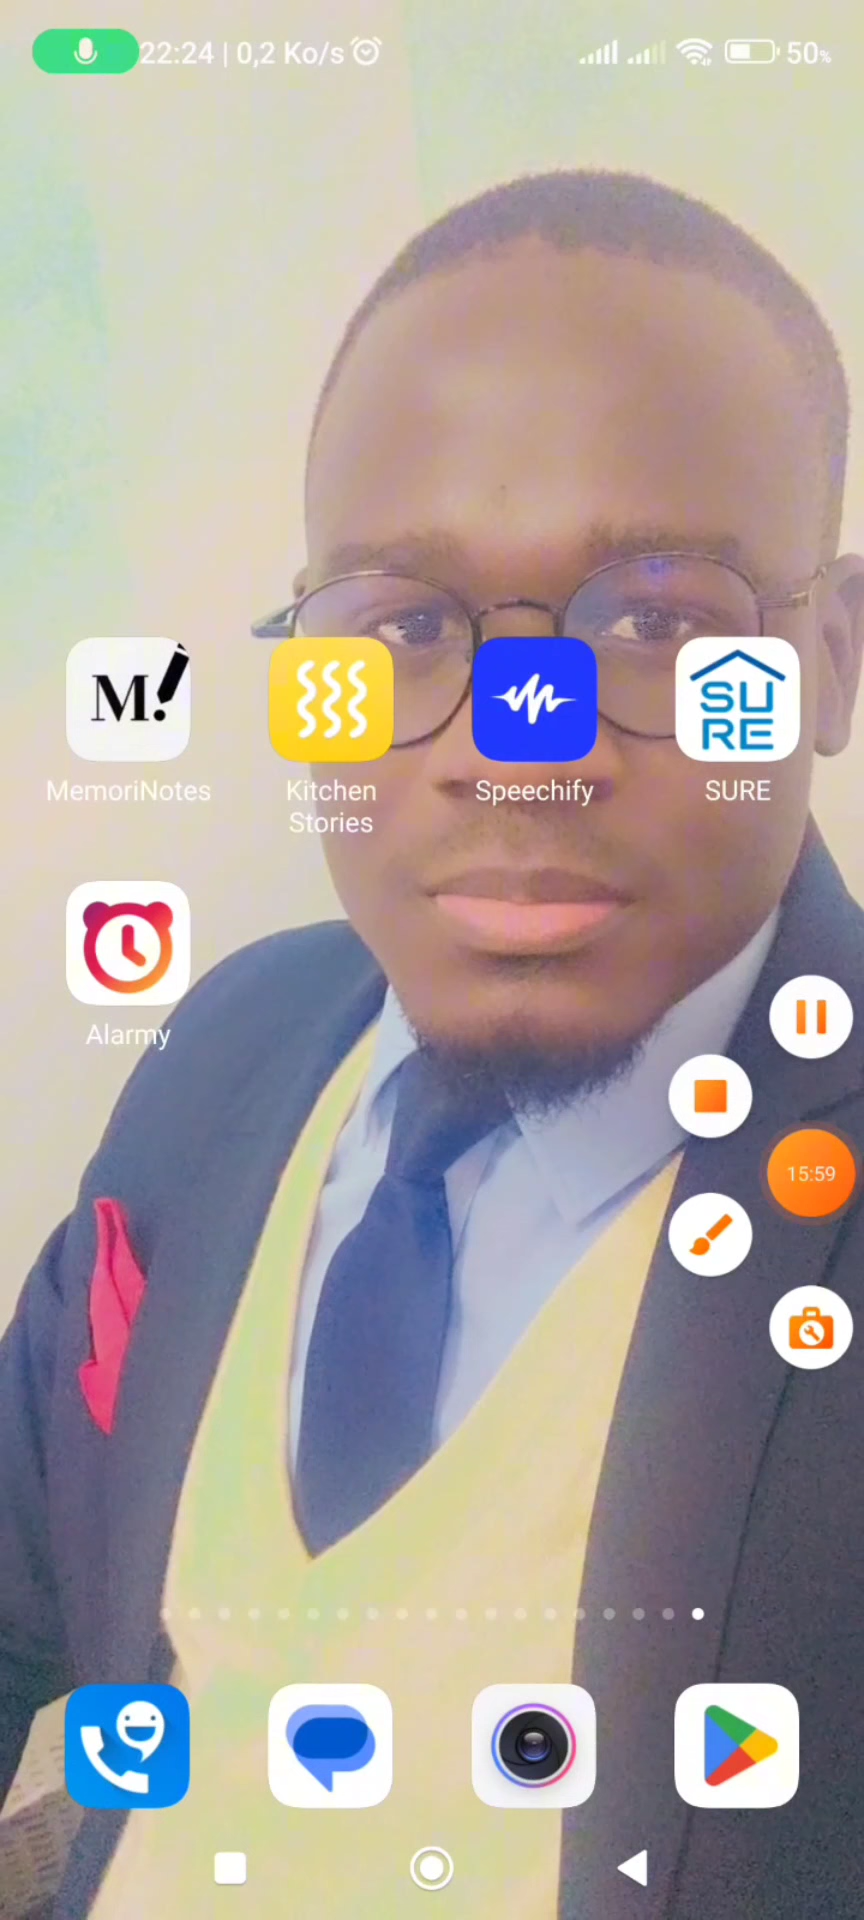 22:24 | 0,2 Ko/s 50%
M!
SU
RE
MemoriNotes
Kitchen
Stories
Speechify
SURE
Alarmy
15:59